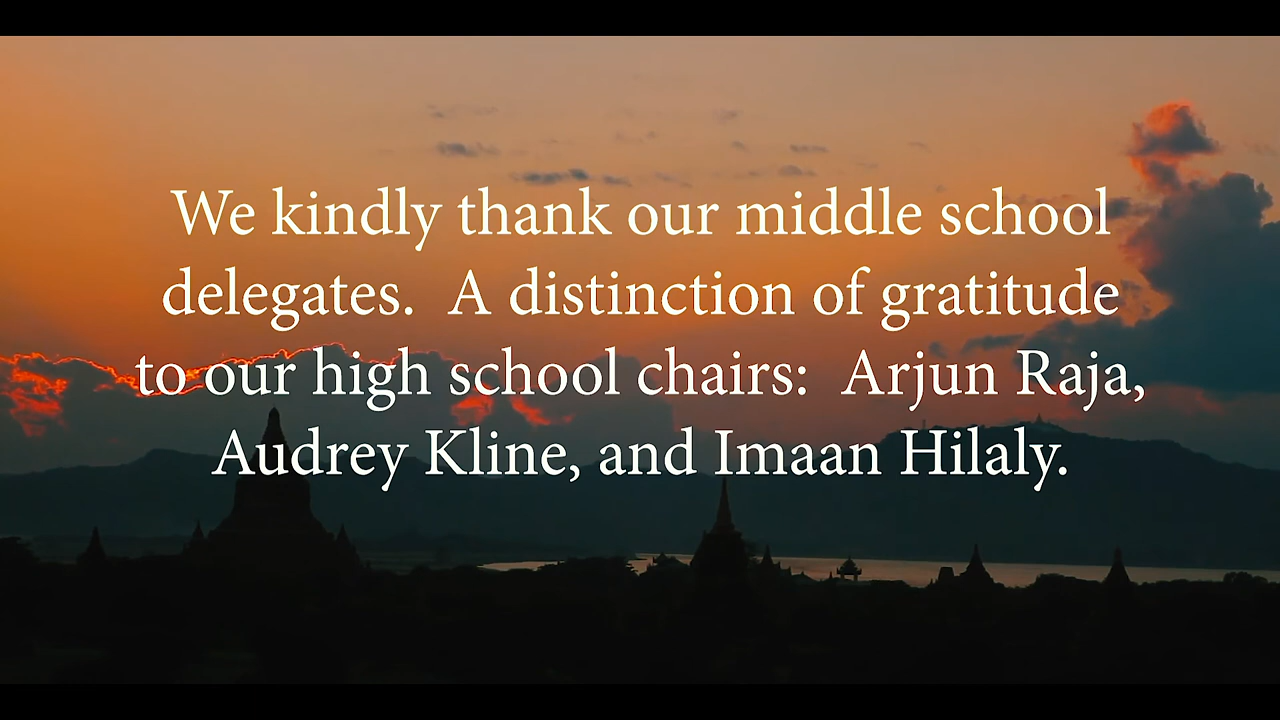 We kindly thank our middle school
delegates.  A distinction of gratitude
to our high school chairs:  Arjun Raja,
Audrey Kline, and Imaan Hilaly.